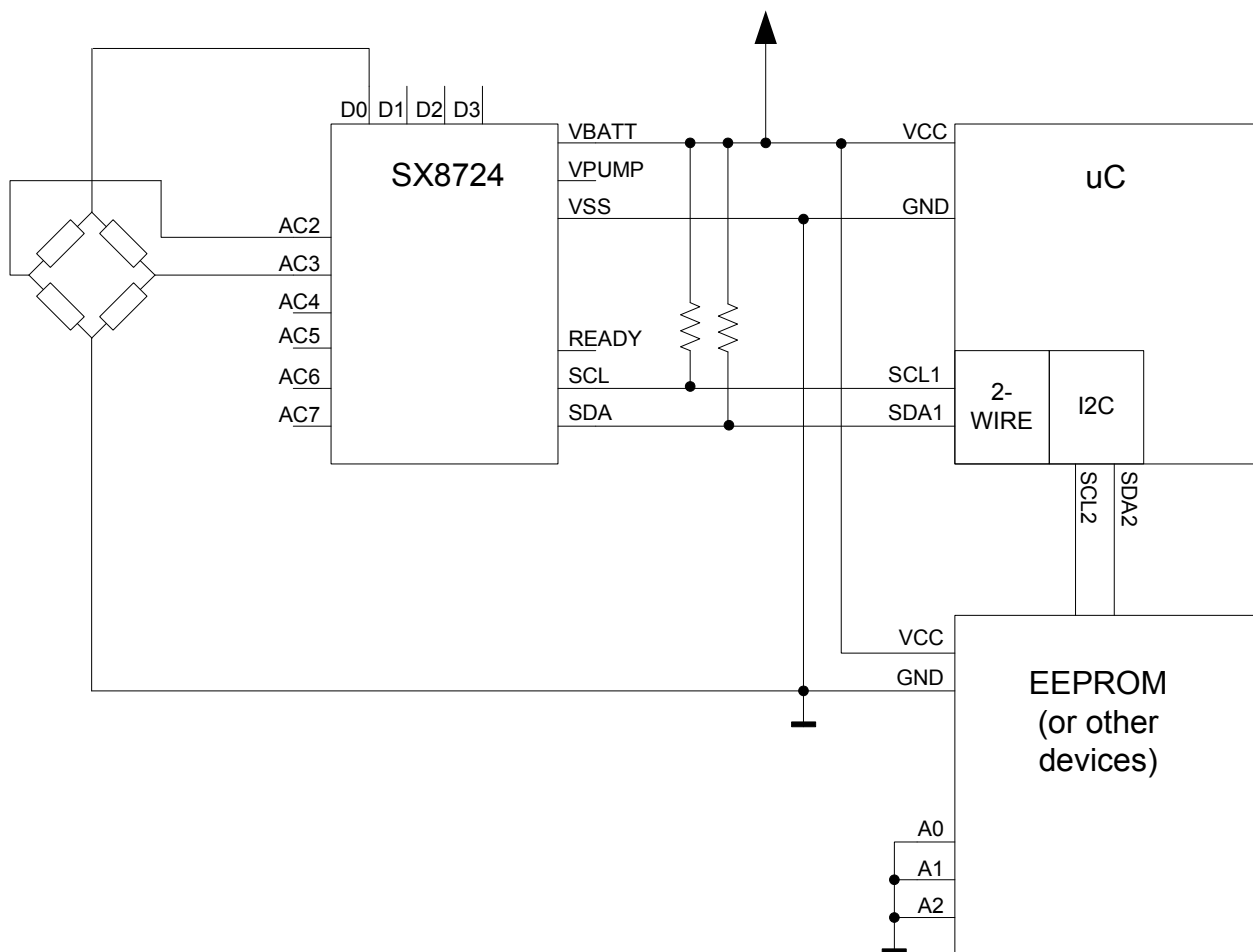 D0 D1 D2 D3
SX8724
VBATT
VPUMP
VSS
READY
SCL
SDA
AC2
AC3
AC4
AC5
AC6
AC7
VCC
GND
uC
SCL1
SDA1
2-
WIRE
I2C
SCL2
SDA2
VCC
GND
EEPROM
(or other
devices)
A0
A1
A2